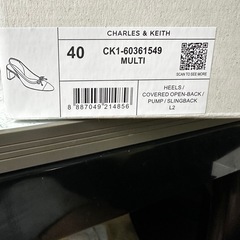 CHARLES & KEITH
40
CK1-60361549
MULTI
SCAN TO SEE MORE
8 887049 214856
HEELS/
COVERED OPEN-BACK/
PUMP/ SLINGBACK
L2